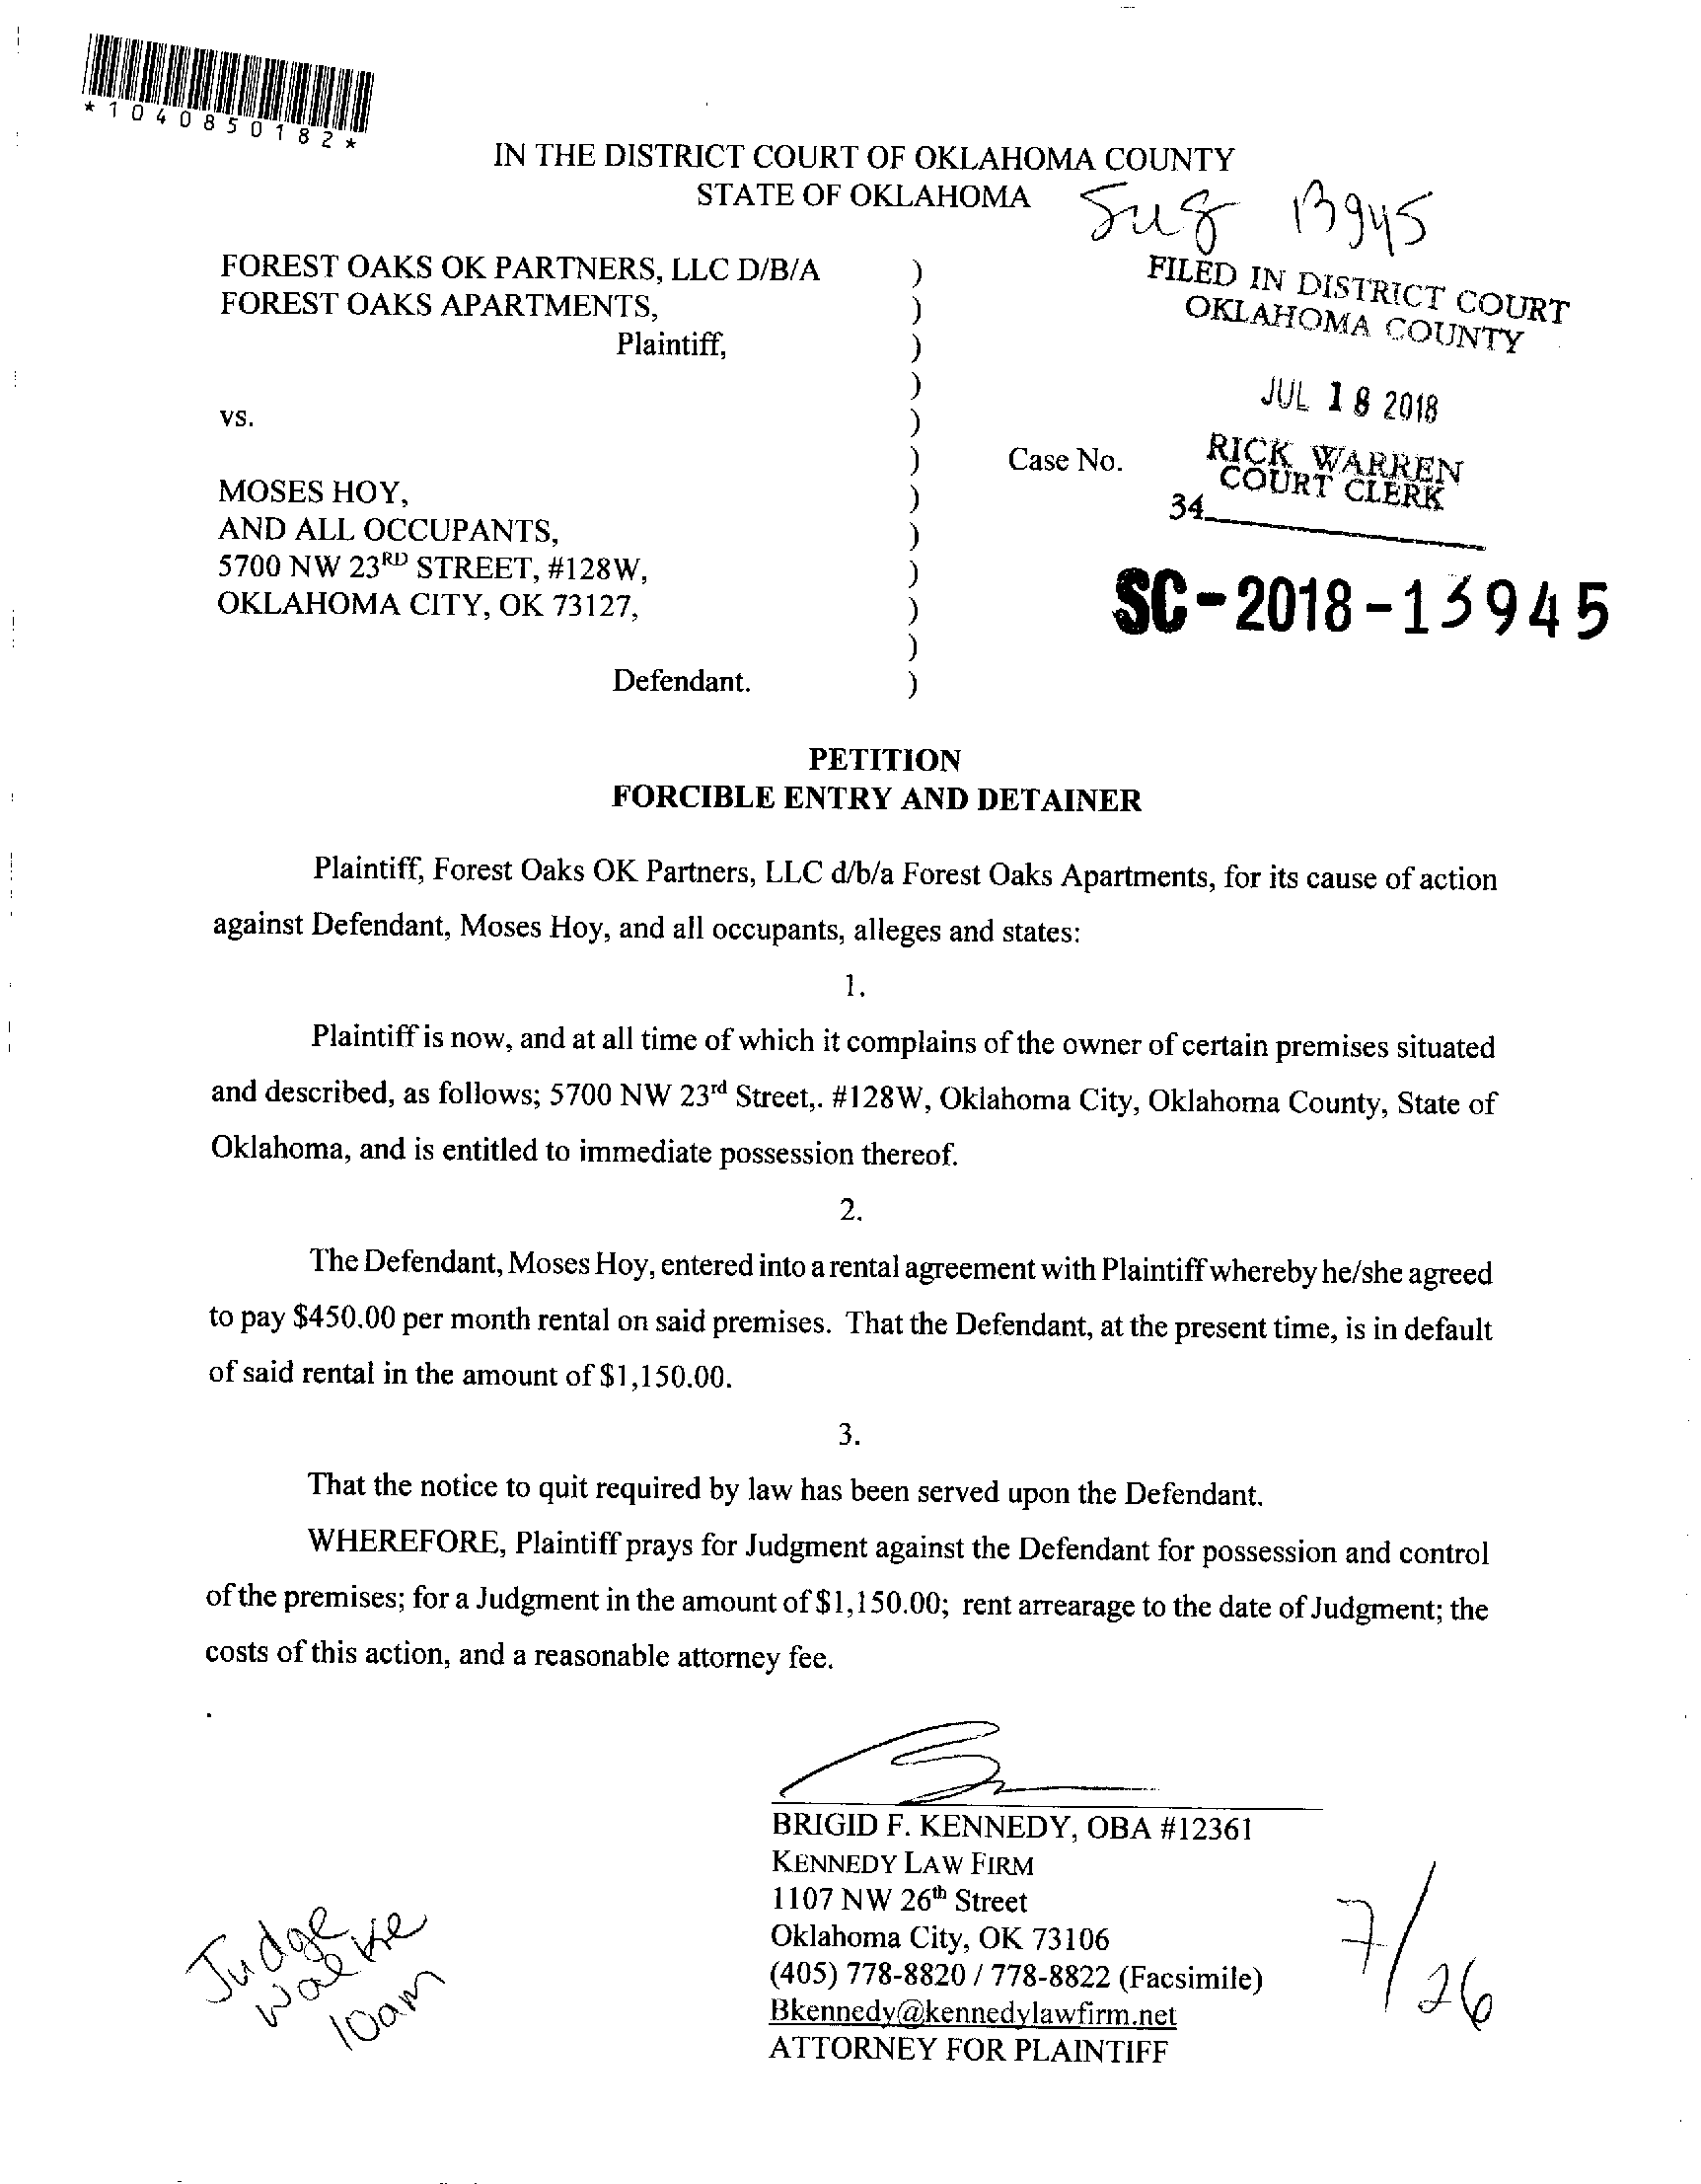 *1040850182*
IN THE DISTRICT COURT OF OKLAHOMA COUNTY
STATE OF OKLAHOMA
13945
FOREST OAKS OK PARTNERS, LLC D/B/A )
FOREST OAKS APARTMENTS, )
Plaintiff, )
)
vs. )
)
MOSES HOY, )
AND ALL OCCUPANTS, )
5700 NW 23RD STREET, #128W, )
OKLAHOMA CITY, OK 73127, )
)
Defendant. )
FILED IN DISTRICT COURT
OKLAHOMA COUNTY
JUL 18 2018
RICK WARREN
COURT CLERK
34
Case No.
SC-2018-13945
PETITION
FORCIBLE ENTRY AND DETAINER
Plaintiff, Forest Oaks OK Partners, LLC d/b/a Forest Oaks Apartments, for its cause of action
against Defendant, Moses Hoy, and all occupants, alleges and states:
1.
Plaintiff is now, and at all time of which it complains of the owner of certain premises situated
and described, as follows; 5700 NW 23rd Street,. #128W, Oklahoma City, Oklahoma County, State of
Oklahoma, and is entitled to immediate possession thereof.
2.
The Defendant, Moses Hoy, entered into a rental agreement with Plaintiff whereby he/she agreed
to pay $450.00 per month rental on said premises. That the Defendant, at the present time, is in default
of said rental in the amount of $1,150.00.
3.
That the notice to quit required by law has been served upon the Defendant.
WHEREFORE, Plaintiff prays for Judgment against the Defendant for possession and control
of the premises; for a Judgment in the amount of $1,150.00; rent arrearage to the date of Judgment; the
costs of this action, and a reasonable attorney fee.
BRIGID F. KENNEDY, OBA #12361
KENNEDY LAW FIRM
1107 NW 26th Street
Oklahoma City, OK 73106
(405) 778-8820 / 778-8822 (Facsimile)
Bkennedy@kennedylawfirm.net
ATTORNEY FOR PLAINTIFF
Judge
Walke
10am
7/26